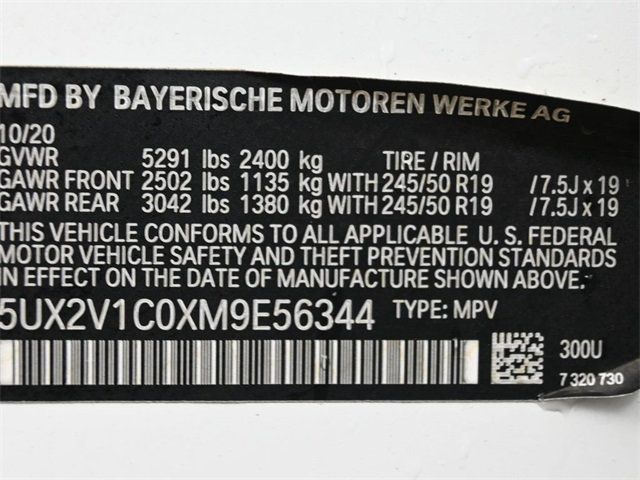 MFD BY BAYERISCHE MOTOREN WERKE AG
10/20
GVWR 5291 lbs 2400 kg TIRE / RIM
GAWR FRONT 2502 lbs 1135 kg WITH 245/50 R19 / 7.5J x 19
GAWR REAR 3042 lbs 1380 kg WITH 245/50 R19 / 7.5J x 19
THIS VEHICLE CONFORMS TO ALL APPLICABLE U. S. FEDERAL
MOTOR VEHICLE SAFETY AND THEFT PREVENTION STANDARDS
IN EFFECT ON THE DATE OF MANUFACTURE SHOWN ABOVE.
5UX2V1C0XM9E56344 TYPE: MPV
300U
7 320 730